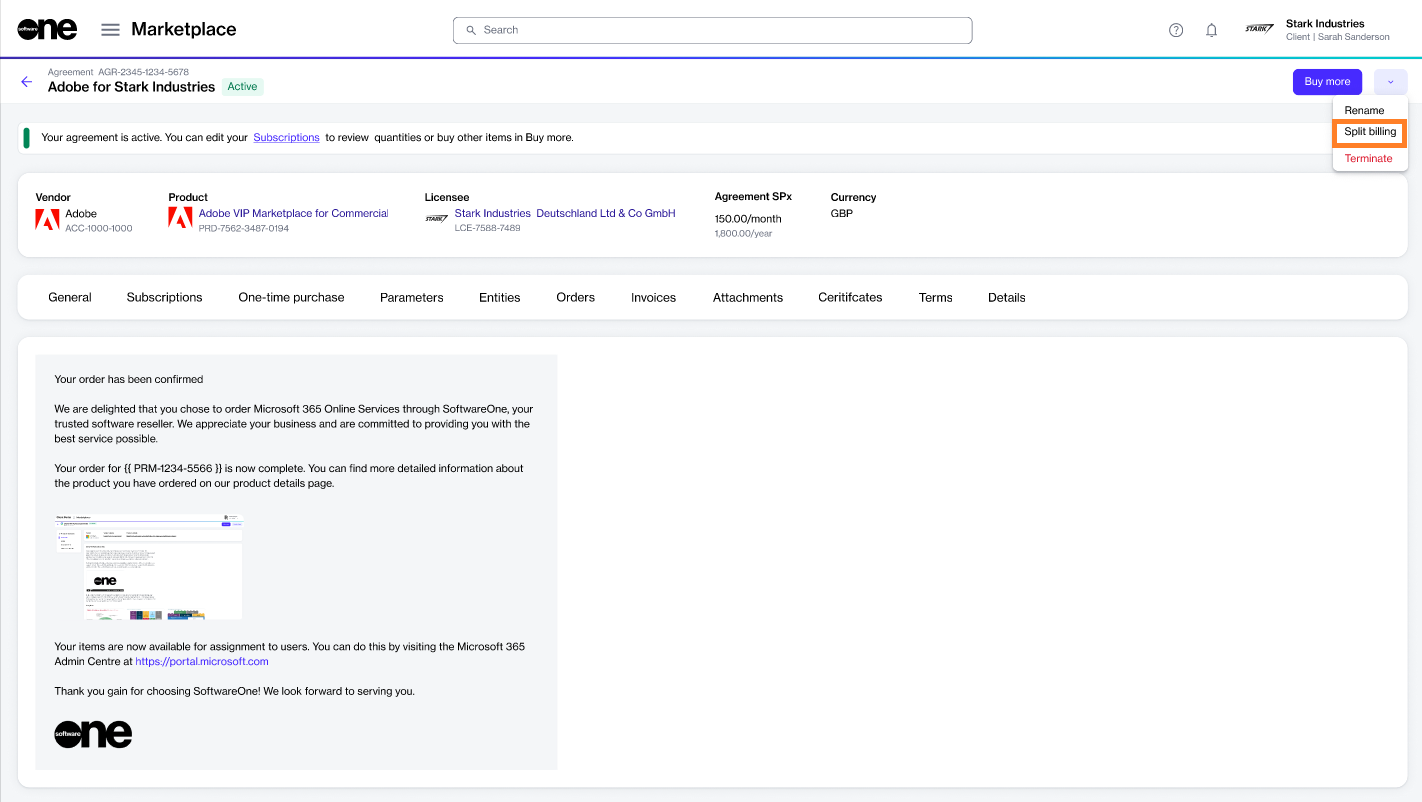 software one
Marketplace
Search
STARK
Stark Industries
Client | Sarah Sanderson
Agreement AGR-2345-1234-5678
Adobe for Stark Industries
Active
Buy more
Rename
Split billing
Terminate
Your agreement is active. You can edit your Subscriptions to review quantities or buy other items in Buy more.
Vendor
Adobe
ACC-1000-1000
Product
Adobe VIP Marketplace for Commercial
PRD-7562-3487-0194
Licensee
STARK
Stark Industries Deutschland Ltd & Co GmbH
LCE-7588-7489
Agreement SPx
150.00/month
1,800.00/year
Currency
GBP
General
Subscriptions
One-time purchase
Parameters
Entities
Orders
Invoices
Attachments
Ceritifcates
Terms
Details
Your order has been confirmed
We are delighted that you chose to order Microsoft 365 Online Services through SoftwareOne, your
trusted software reseller. We appreciate your business and are committed to providing you with the
best service possible.
Your order for {{ PRM-1234-5566 }} is now complete. You can find more detailed information about
the product you have ordered on our product details page.
one
Your items are now available for assignment to users. You can do this by visiting the Microsoft 365
Admin Centre at https://portal.microsoft.com
Thank you gain for choosing SoftwareOne! We look forward to serving you.
software one